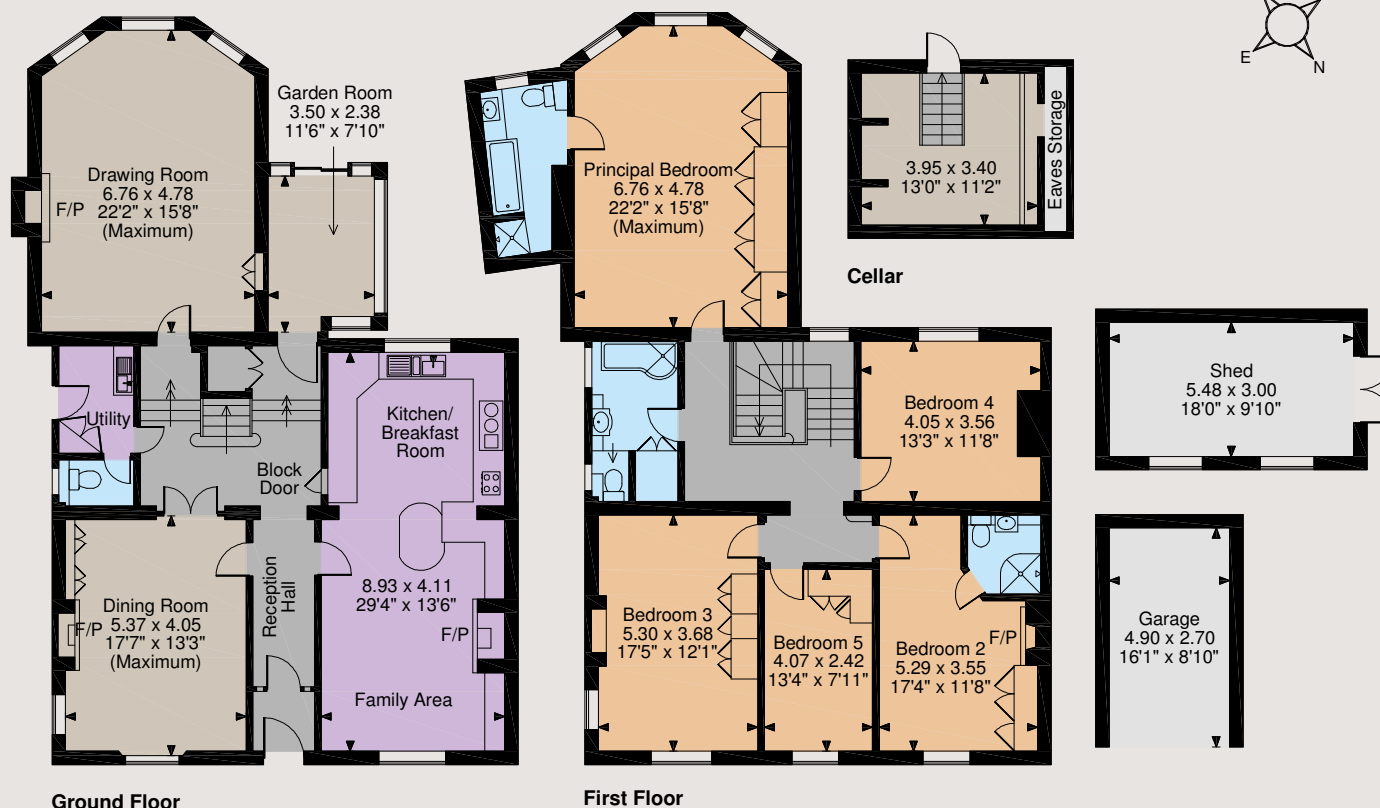 Garden Room
3.50 x 2.38
11'6" x 7'10"
Drawing Room
6.76 x 4.78
22'2" x 15'8"
(Maximum)
F/P
Utility
Kitchen/
Breakfast
Room
Block
Door
Reception
Hall
8.93 x 4.11
29'4" x 13'6"
F/P
Family Area
Dining Room
5.37 x 4.05
17'7" x 13'3"
(Maximum)
F/P
Ground Floor
Principal Bedroom
6.76 x 4.78
22'2" x 15'8"
(Maximum)
Bedroom 4
4.05 x 3.56
13'3" x 11'8"
Bedroom 3
5.30 x 3.68
17'5" x 12'1"
Bedroom 5
4.07 x 2.42
13'4" x 7'11"
Bedroom 2
5.29 x 3.55
17'4" x 11'8"
F/P
First Floor
3.95 x 3.40
13'0" x 11'2"
Eaves Storage
Cellar
E
N
Shed
5.48 x 3.00
18'0" x 9'10"
Garage
4.90 x 2.70
16'1" x 8'10"